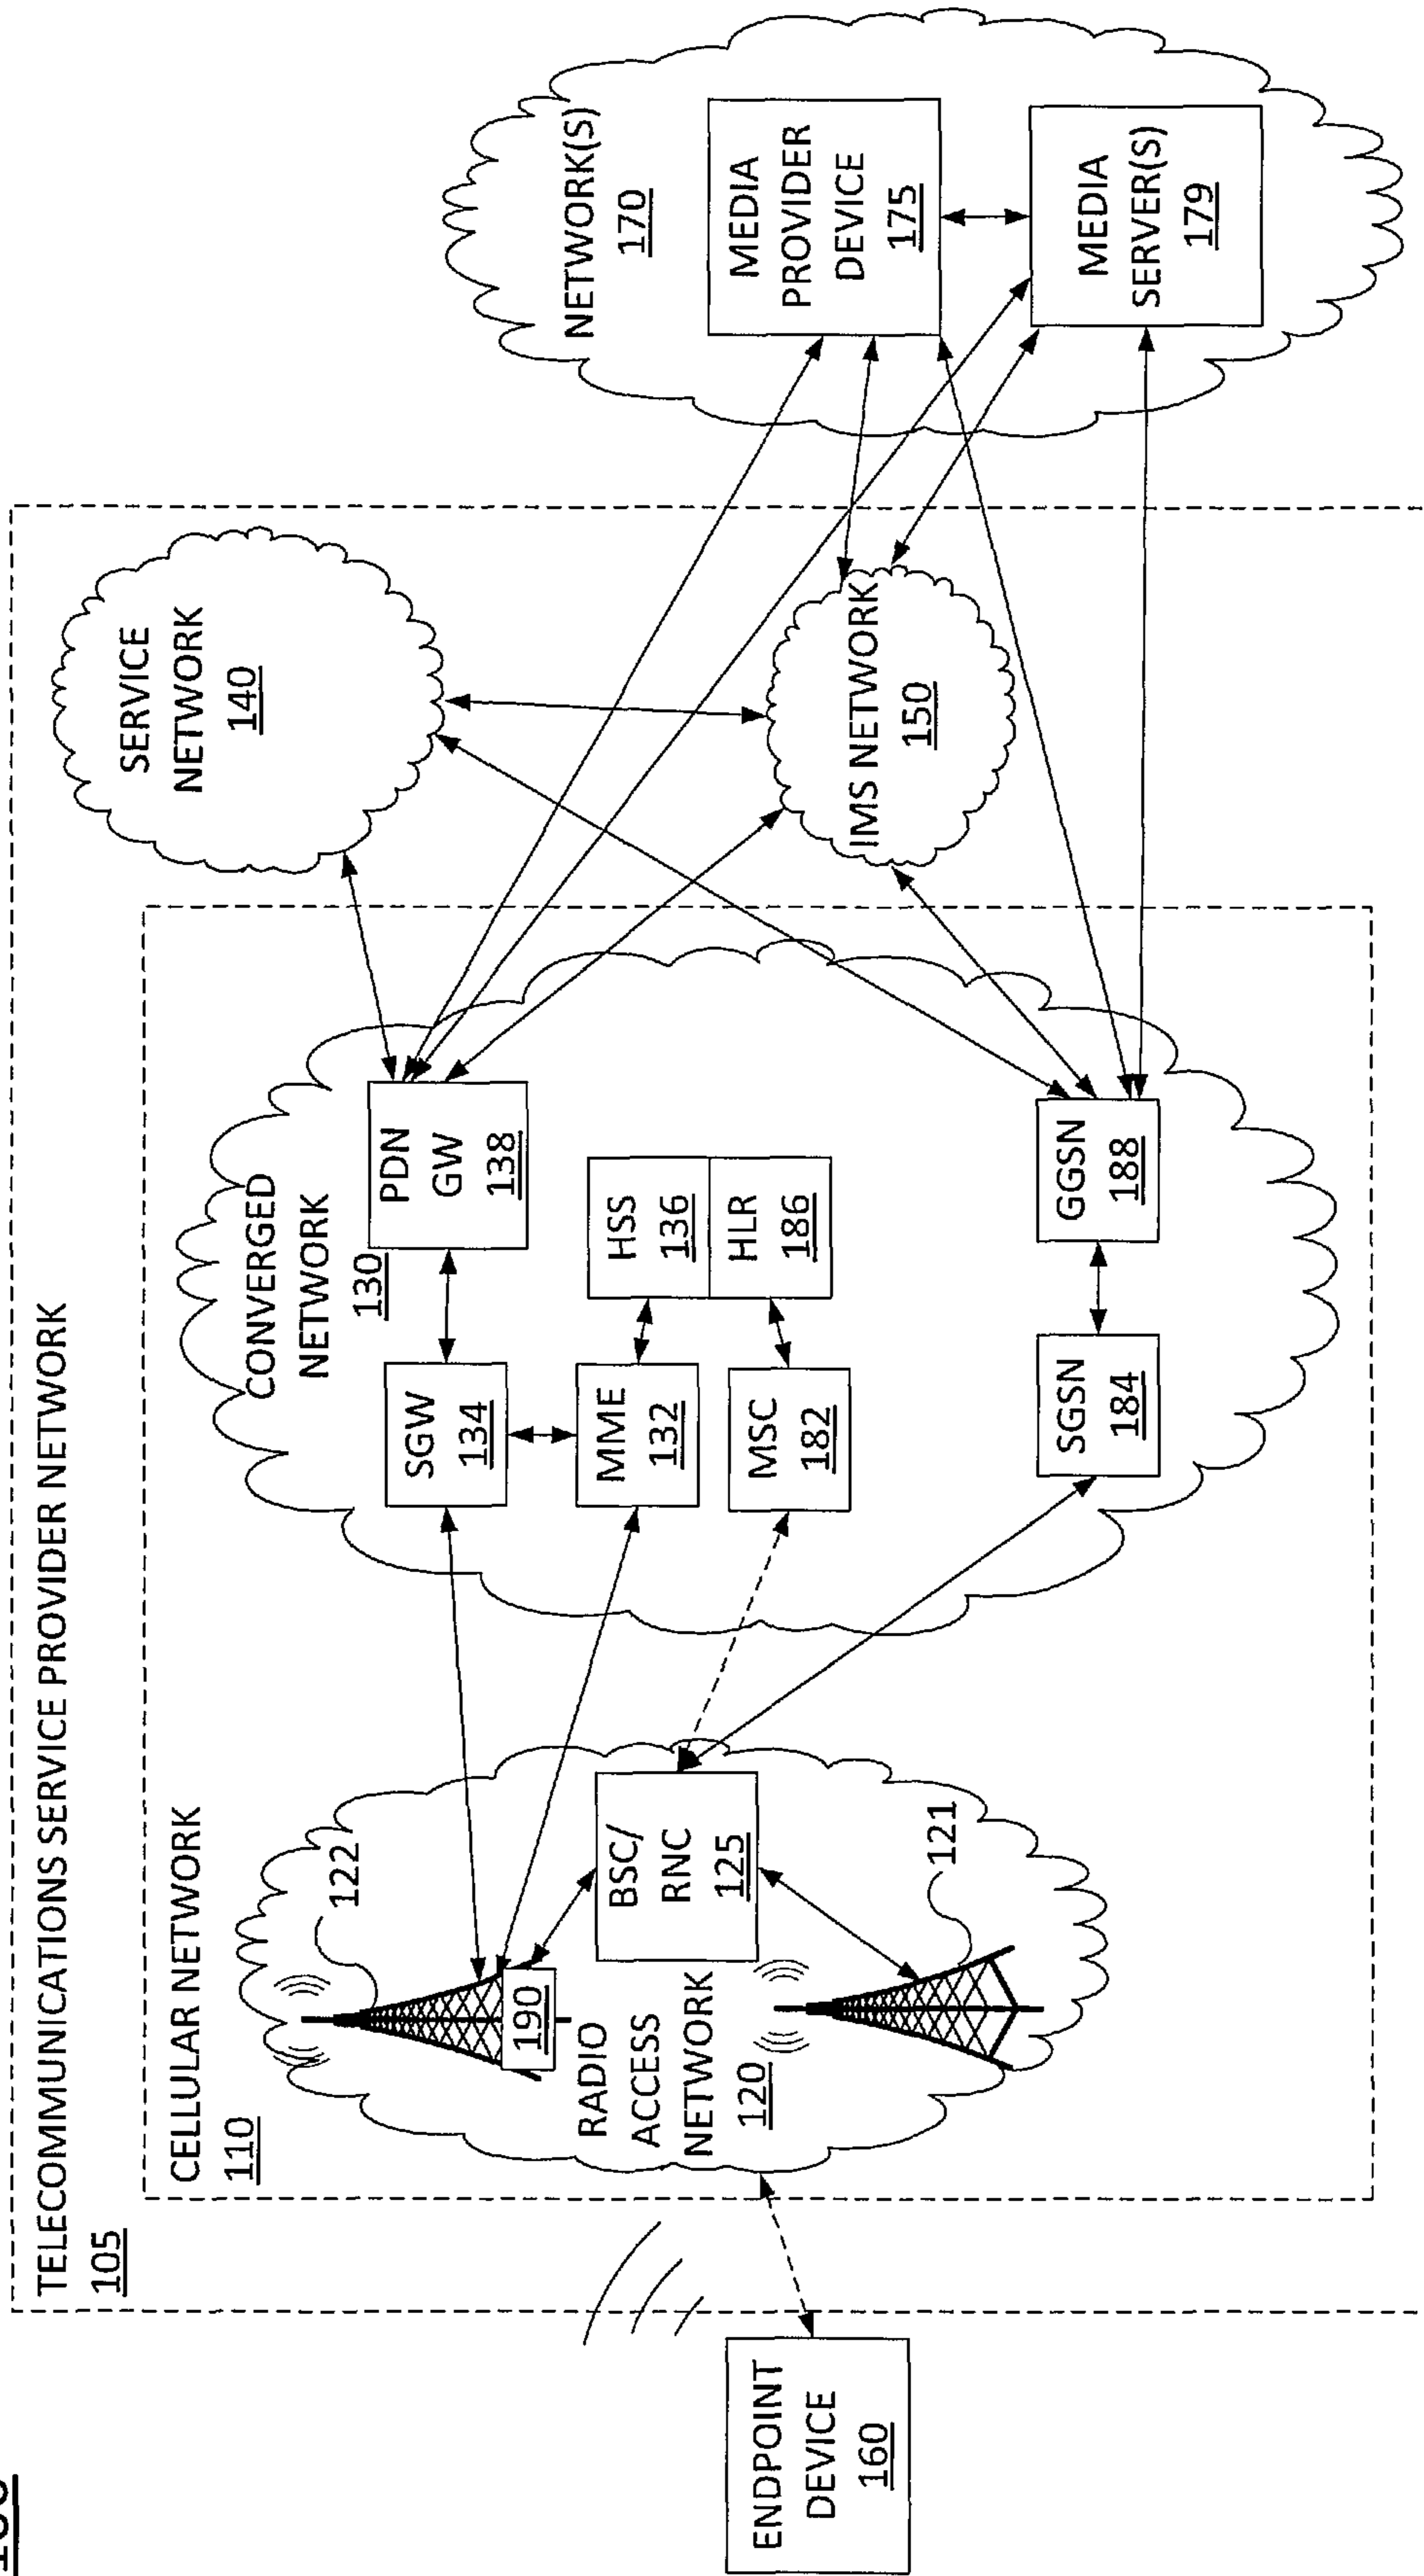 TELECOMMUNICATIONS SERVICE PROVIDER NETWORK
105
CELLULAR NETWORK
110
122
190
RADIO
ACCESS
NETWORK
120
BSC/
RNC
125
121
ENDPOINT
DEVICE
160
CONVERGED
NETWORK
130
SGW
134
PDN
GW
138
MME
132
HSS
136
HLR
186
MSC
182
SGSN
184
GGSN
188
SERVICE
NETWORK
140
IMS NETWORK
150
NETWORK(S)
170
MEDIA
PROVIDER
DEVICE
175
MEDIA
SERVER(S)
179